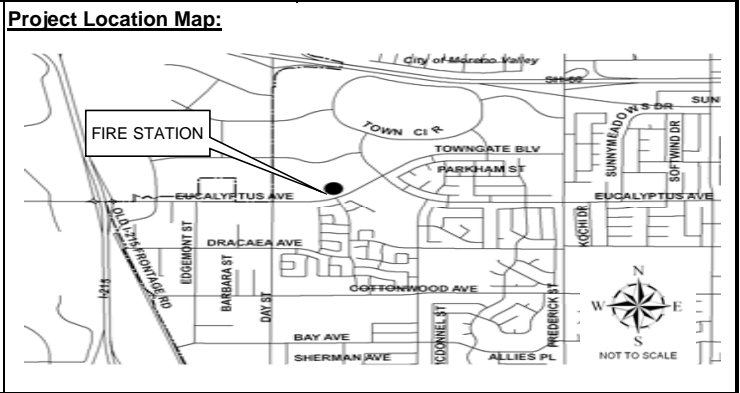 Project Location Map:
City of Moreno Valley
SR-60
SUNNYMEADOWS DR
SUN
FIRE STATION
TOWN CIR
TOWNGATE BLV
PARKHAM ST
SUNNYMEADOWS DR
SOFTWIND DR
EUCALYPTUS AVE
EUCALYPTUS AVE
OLD I-215 FRONTAGE RD
EDGEMONT ST
DRACAEA AVE
KOCHI DR
BARBARA ST
I-215
DAY ST
COTTONWOOD AVE
FREDERICK ST
N
W
E
S
BAY AVE
MCDONNEL ST
SHERMAN AVE
ALLIES PL
NOT TO SCALE